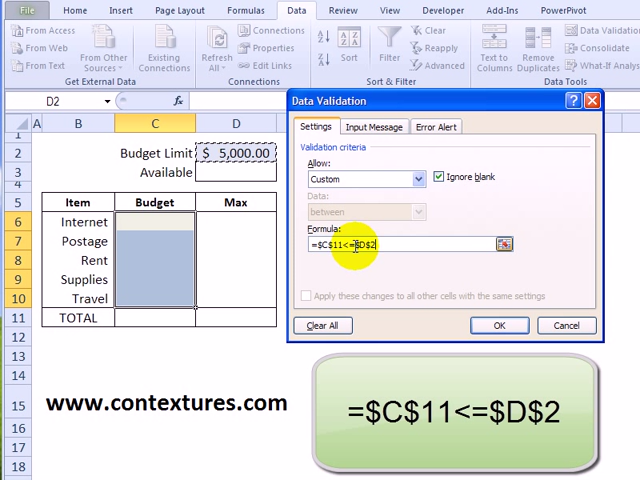 File Home Insert Page Layout Formulas Data Review View Developer Add-Ins PowerPivot
From Access
From Web
From Text
From Other Sources
Existing Connections
Get External Data
Refresh All
Connections
Properties
Edit Links
Connections
Sort
Clear
Reapply
Advanced
Sort & Filter
Text to Columns
Remove Duplicates
Data Validation
Consolidate
What-If Analysis
Data Tools
D2 fx
A B C D
1
2 Budget Limit $ 5,000.00
3 Available
4
5 Item Budget Max
6 Internet
7 Postage
8 Rent
9 Supplies
10 Travel
11 TOTAL
12
13
14
15
16
17
18
Data Validation
Settings Input Message Error Alert
Validation criteria
Allow:
Custom
Ignore blank
Data:
between
Formula:
=$C$11<=$D$2
Apply these changes to all other cells with the same settings
Clear All OK Cancel
www.contextures.com
=$C$11<=$D$2